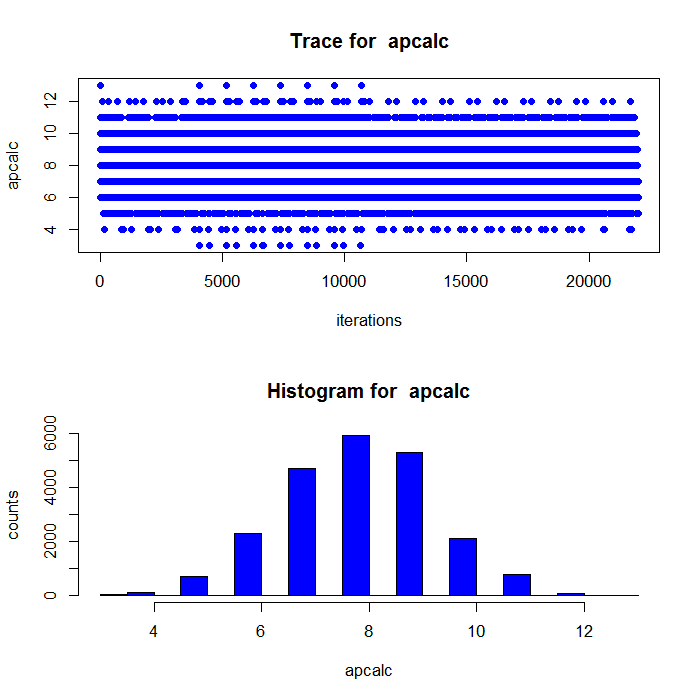 Trace for apcalc
12
10
8
6
4
apcalc
0 5000 10000 15000 20000
iterations
Histogram for apcalc
6000
4000
2000
0
counts
4 6 8 10 12
apcalc